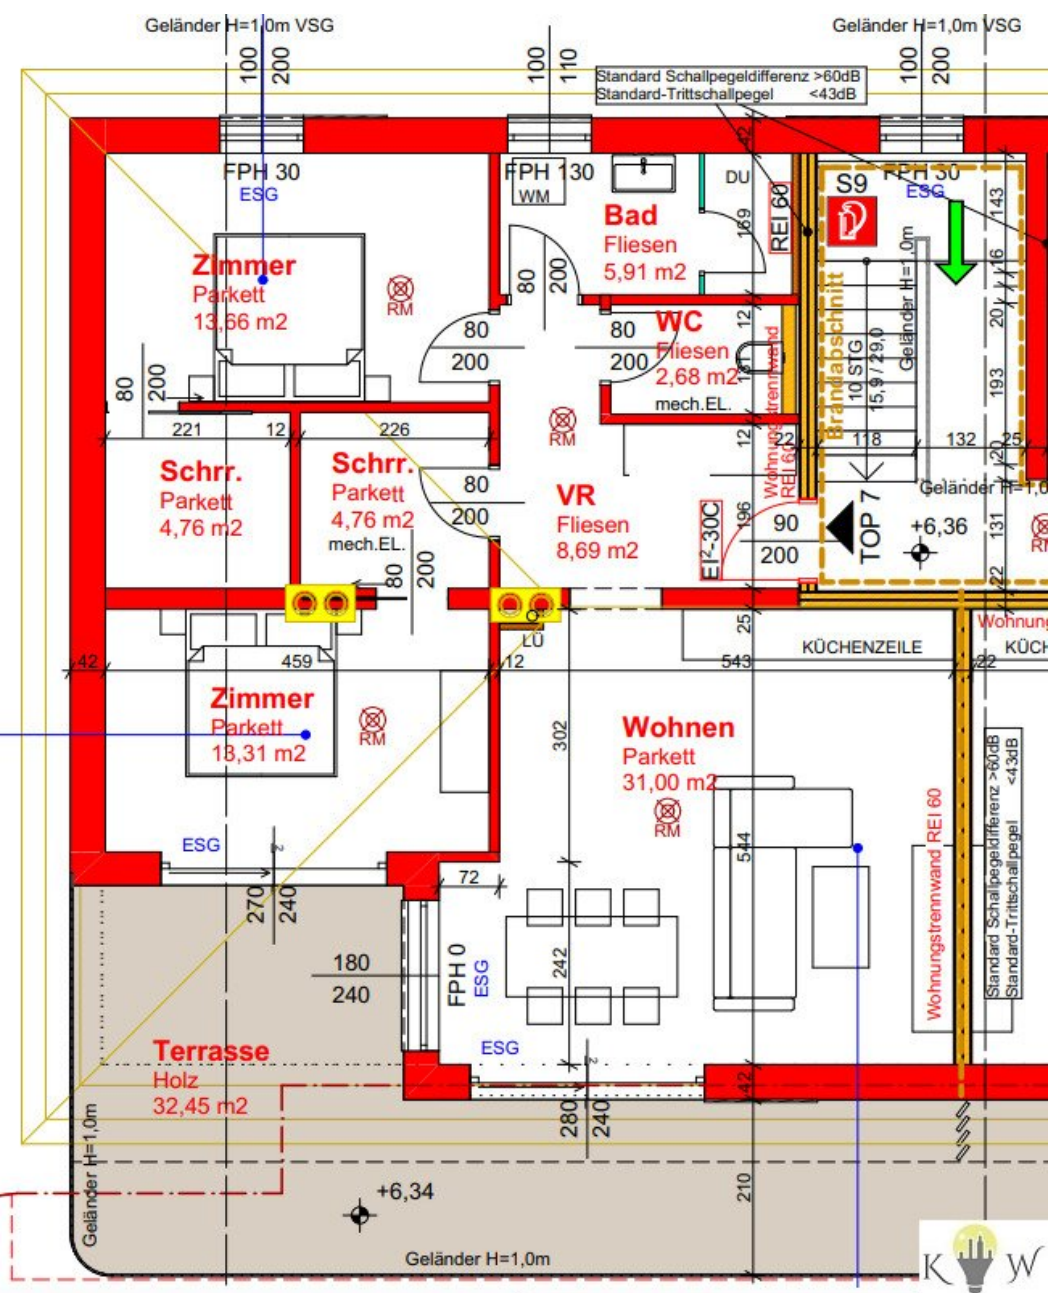 Geländer H=1,0m VSG
Geländer H=1,0m VSG
100
200
100
110
100
200
Standard Schallpegeldifferenz >60dB
Standard-Trittschallpegel <43dB
42
FPH 30
ESG
FPH 130
WM
DU
REI 60
S9
FPH 30
ESG
143
Bad
Fliesen
5,91 m2
169
Zimmer
Parkett
13,66 m2
RM
80
200
Geländer H=1,0m
16
20
Brandabschnitt
10 STG
15,9 / 29,0
193
80
200
80
200
WC
Fliesen
2,68 m2
mech.EL.
12
Wohnungstrennwand
REI 60
80
200
RM
221
12
226
12
22
118
132
25
20
Schrr.
Parkett
4,76 m2
Schrr.
Parkett
4,76 m2
mech.EL.
80
200
VR
Fliesen
8,69 m2
196
EI²-30C
90
200
TOP 7
Geländer H=1,0
+6,36
131
22
RM
80
200
LÜ
25
KÜCHENZEILE
Wohnung
KÜCH
42
459
12
543
22
Zimmer
Parkett
13,31 m2
RM
302
Wohnen
Parkett
31,00 m2
RM
544
Wohnungstrennwand REI 60
Standard Schallpegeldifferenz >60dB
Standard-Trittschallpegel <43dB
ESG
2
270
240
72
180
240
FPH 0
ESG
242
ESG
2
280
240
42
Terrasse
Holz
32,45 m2
Geländer H=1,0m
+6,34
210
Geländer H=1,0m
K W